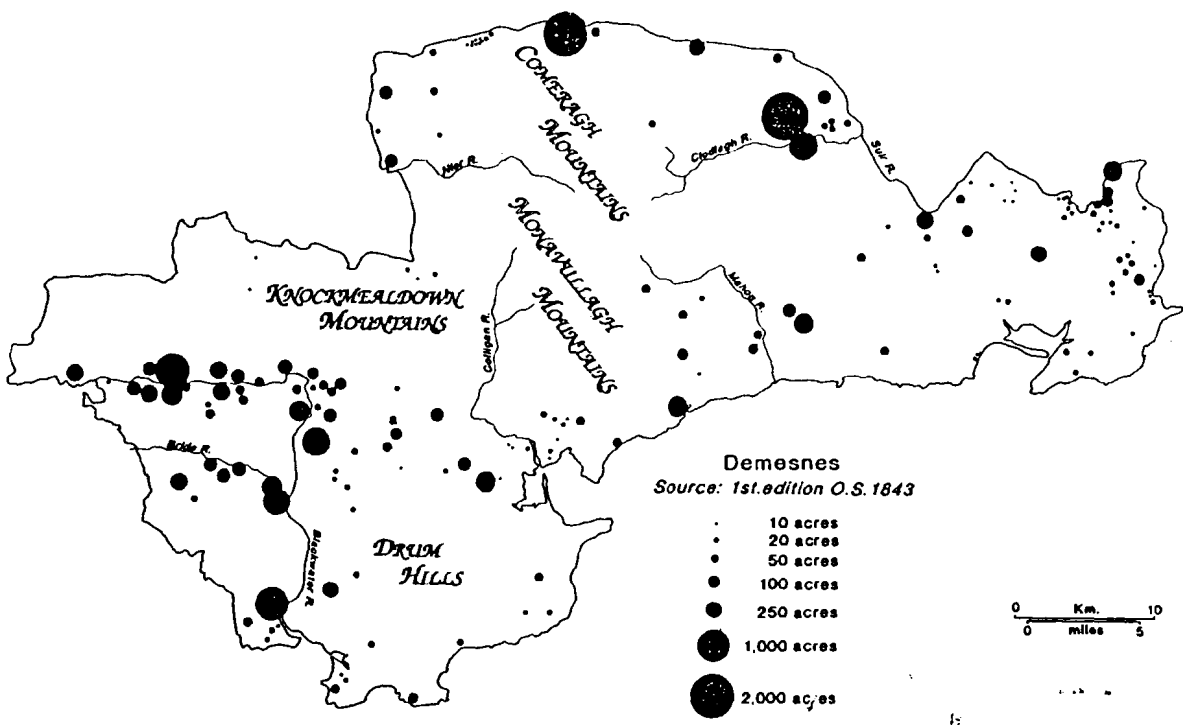 COMERAGH
MOUNTAINS
Nier R.
Clodiagh R.
Suir R.
MONAVULLAGH
MOUNTAINS
KNOCKMEALDOWN
MOUNTAINS
Colligan R.
Mahon R.
Bride R.
Blackwater R.
DRUM
HILLS
Demesnes
Source: 1st.edition O.S.1843
10 acres
20 acres
50 acres
100 acres
250 acres
1,000 acres
2,000 acres
0 Km. 10
0 miles 5